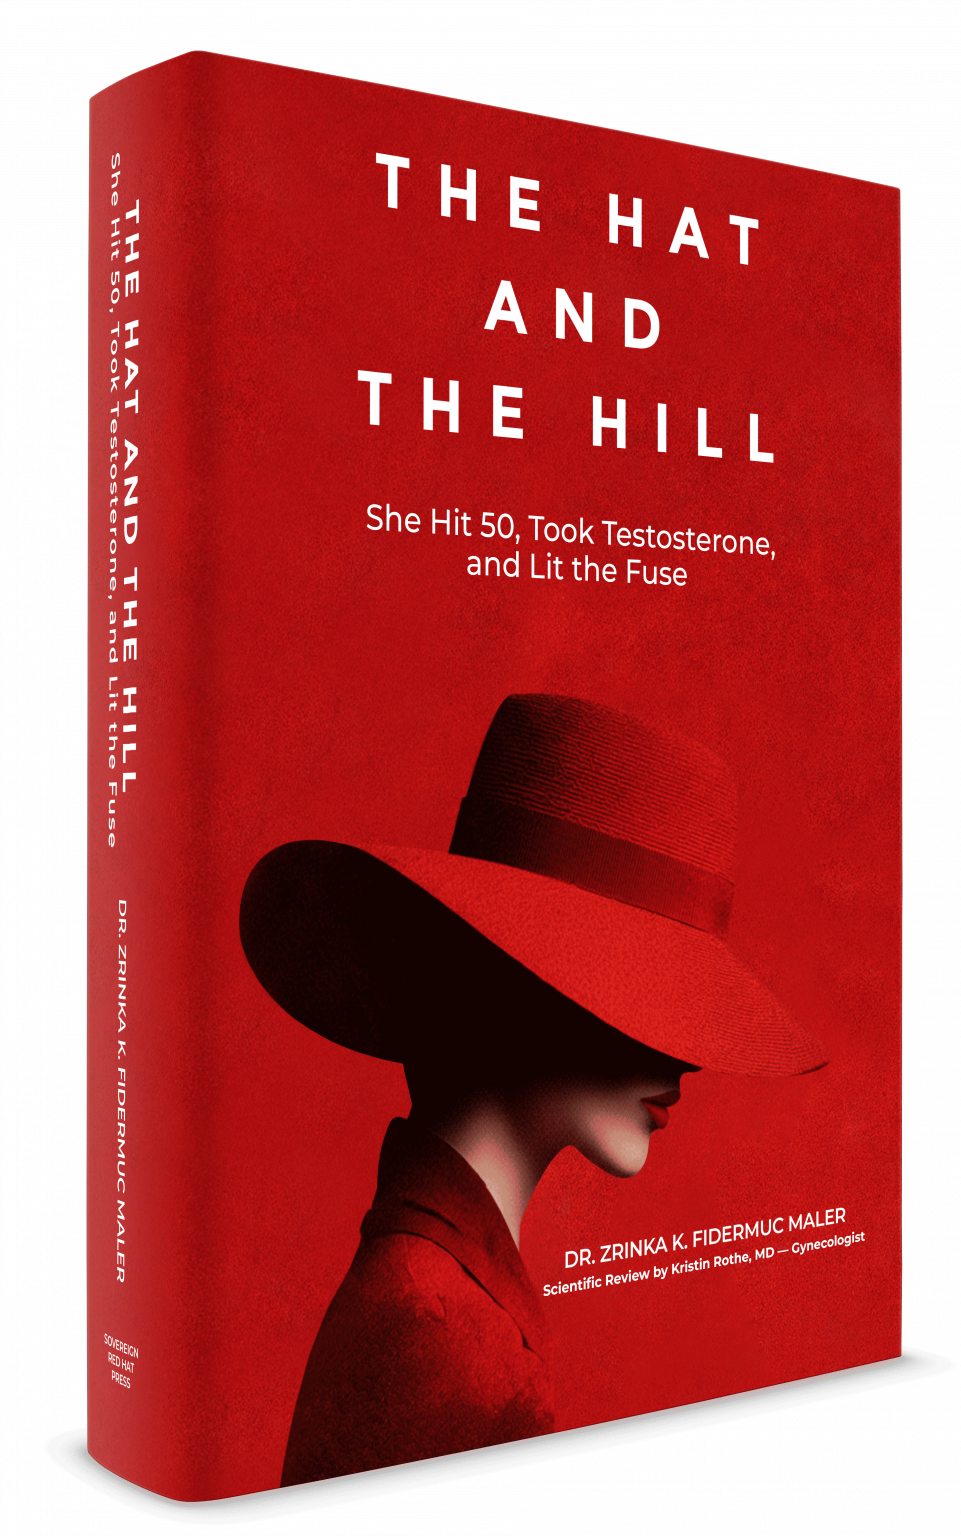 THE HAT
AND
THE HILL
She Hit 50, Took Testosterone,
and Lit the Fuse
DR. ZRINKA K. FIDERMUC MALER
Scientific Review by Kristin Rothe, MD — Gynecologist
THE HAT AND THE HILL
She Hit 50, Took Testosterone, and Lit the Fuse
DR. ZRINKA K. FIDERMUC MALER
SOVEREIGN
RED HAT
PRESS